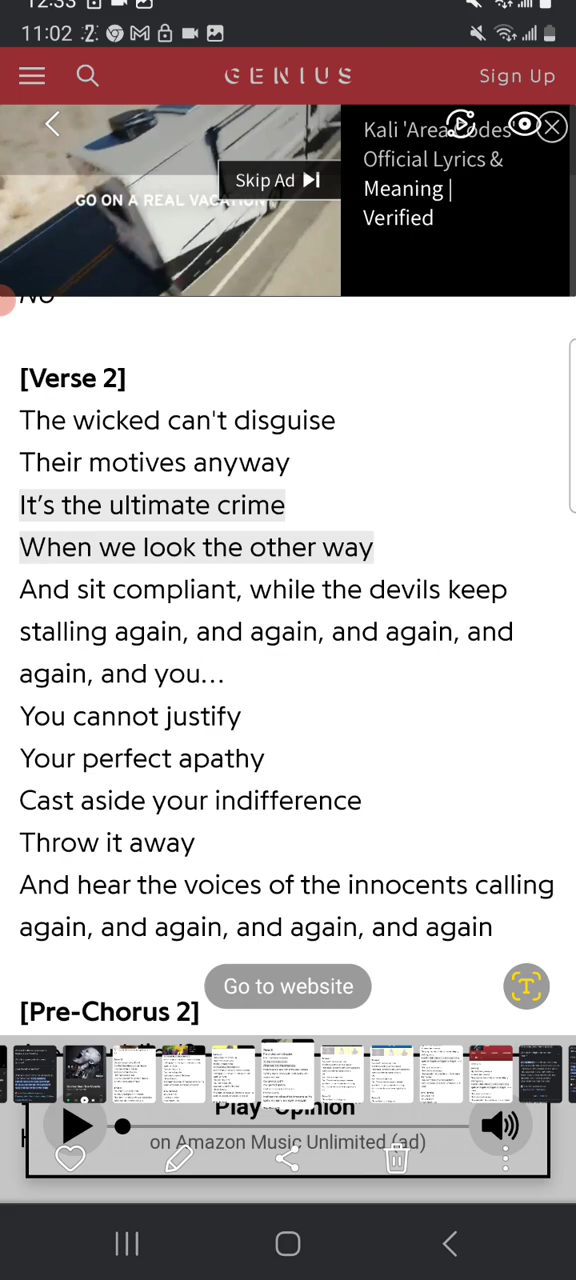 12:33
11:02
GENIUS
Sign Up
Skip Ad
GO ON A REAL VACATION
Kali 'Area Codes'
Official Lyrics &
Meaning |
Verified
No
[Verse 2]
The wicked can't disguise
Their motives anyway
It’s the ultimate crime
When we look the other way
And sit compliant, while the devils keep
stalling again, and again, and again, and
again, and you…
You cannot justify
Your perfect apathy
Cast aside your indifference
Throw it away
And hear the voices of the innocents calling
again, and again, and again, and again
Go to website
T
[Pre-Chorus 2]
Play "Opinion
on Amazon Music Unlimited (ad)